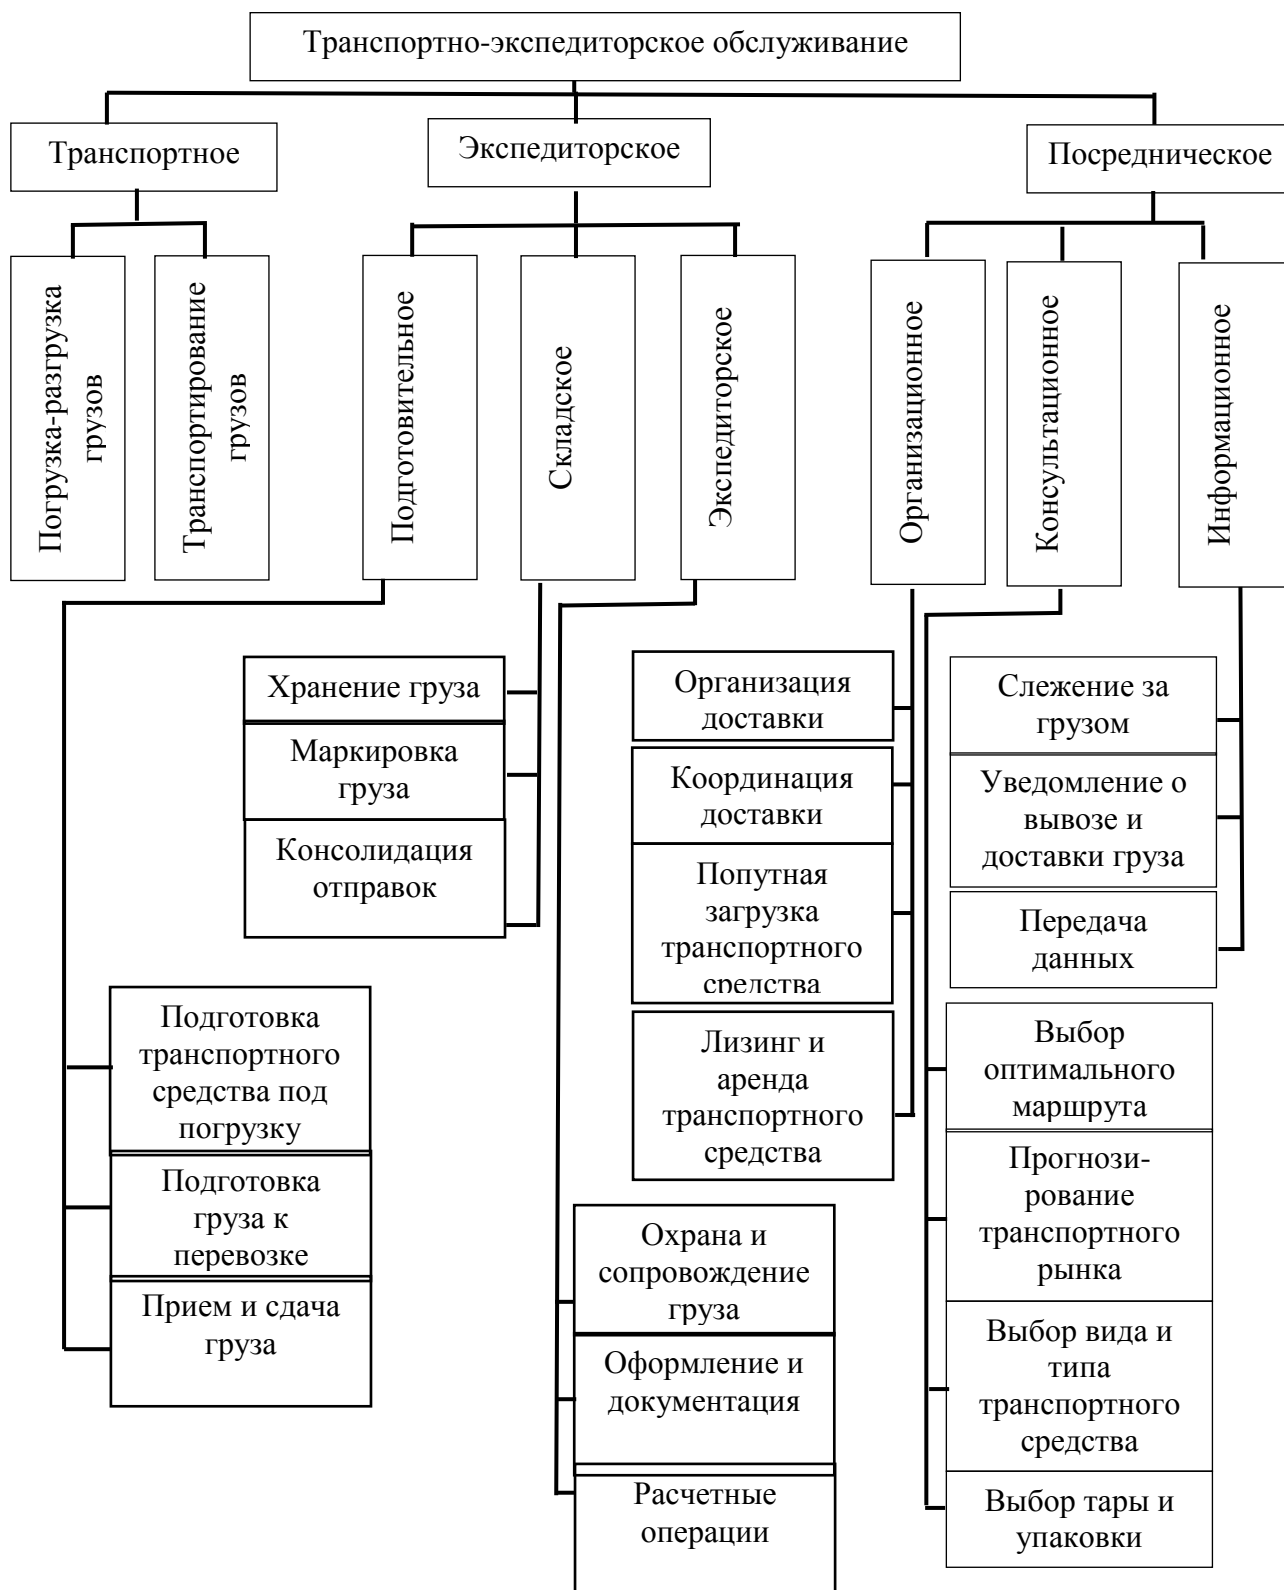 Транспортно-экспедиторское обслуживание
Транспортное
Экспедиторское
Посредническое
Погрузка-разгрузка
грузов
Транспортирование
грузов
Подготовительное
Складское
Экспедиторское
Организационное
Консультационное
Информационное
Хранение груза
Маркировка
груза
Консолидация
отправок
Подготовка
транспортного
средства под
погрузку
Подготовка
груза к
перевозке
Прием и сдача
груза
Охрана и
сопровождение
груза
Оформление и
документация
Расчетные
операции
Организация
доставки
Координация
доставки
Попутная
загрузка
транспортного
средства
Лизинг и
аренда
транспортного
средства
Слежение за
грузом
Уведомление о
вывозе и
доставки груза
Передача
данных
Выбор
оптимального
маршрута
Прогнози-
рование
транспортного
рынка
Выбор вида и
типа
транспортного
средства
Выбор тары и
упаковки